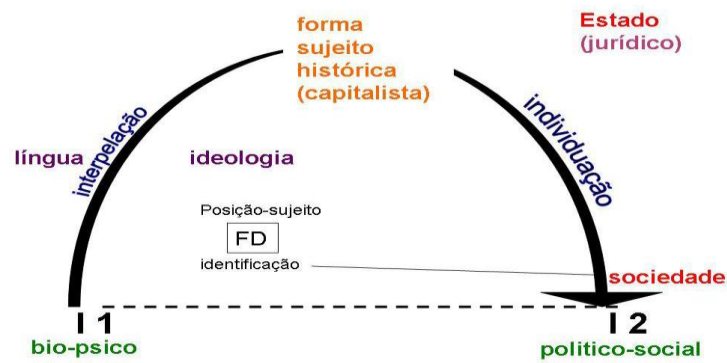 forma
sujeito
histórica
(capitalista)
Estado
(jurídico)
interpelação
individuação
língua
ideologia
Posição-sujeito
FD
identificação
sociedade
I 1
I 2
bio-psico
politico-social